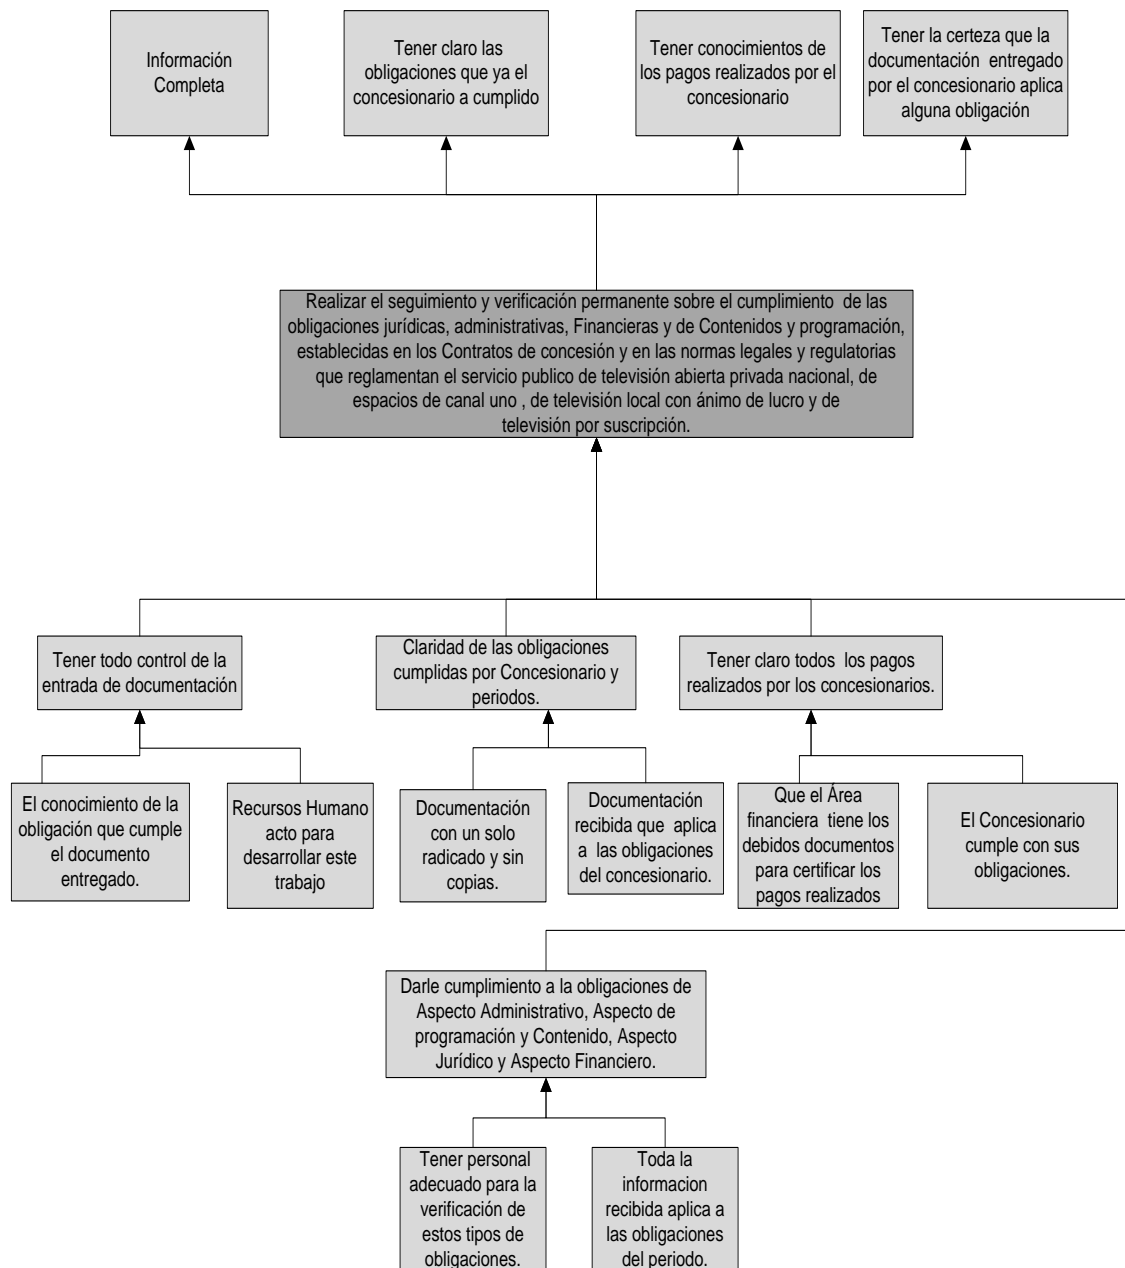 Información
Completa
Tener claro las
obligaciones que ya el
concesionario a cumplido
Tener conocimientos de
los pagos realizados por el
concesionario
Tener la certeza que la
documentación entregado
por el concesionario aplica
alguna obligación
Realizar el seguimiento y verificación permanente sobre el cumplimiento de las
obligaciones jurídicas, administrativas, Financieras y de Contenidos y programación,
establecidas en los Contratos de concesión y en las normas legales y regulatorias
que reglamentan el servicio publico de televisión abierta privada nacional, de
espacios de canal uno , de televisión local con ánimo de lucro y de
televisión por suscripción.
Tener todo control de la
entrada de documentación
Claridad de las obligaciones
cumplidas por Concesionario y
periodos.
Tener claro todos los pagos
realizados por los concesionarios.
El conocimiento de la
obligación que cumple
el documento
entregado.
Recursos Humano
acto para
desarrollar este
trabajo
Documentación
con un solo
radicado y sin
copias.
Documentación
recibida que aplica
a las obligaciones
del concesionario.
Que el Área
financiera tiene los
debidos documentos
para certificar los
pagos realizados
El Concesionario
cumple con sus
obligaciones.
Darle cumplimiento a la obligaciones de
Aspecto Administrativo, Aspecto de
programación y Contenido, Aspecto
Jurídico y Aspecto Financiero.
Tener personal
adecuado para la
verificación de
estos tipos de
obligaciones.
Toda la
informacion
recibida aplica a
las obligaciones
del periodo.